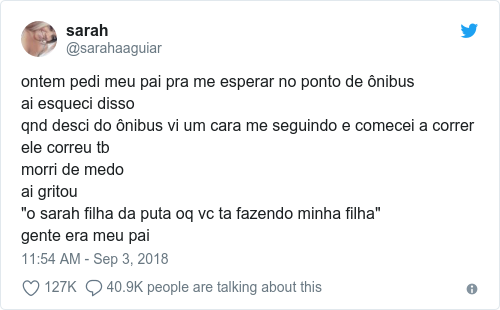 sarah
@sarahaaguiar
ontem pedi meu pai pra me esperar no ponto de ônibus
ai esqueci disso
qnd desci do ônibus vi um cara me seguindo e comecei a correr
ele correu tb
morri de medo
ai gritou
"o sarah filha da puta oq vc ta fazendo minha filha"
gente era meu pai
11:54 AM - Sep 3, 2018
127K 40.9K people are talking about this